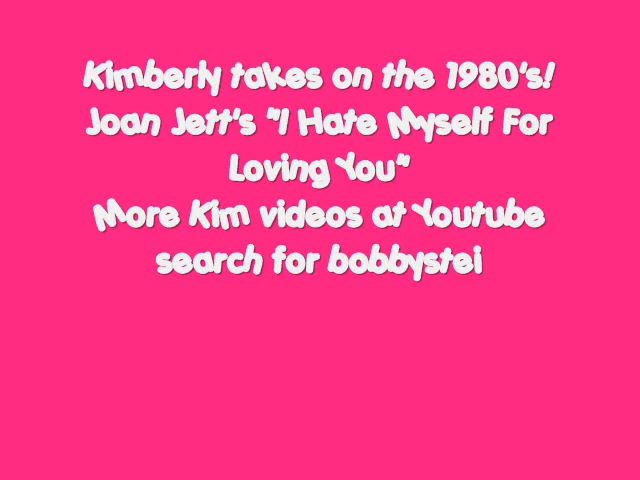 Kimberly takes on the 1980's!
Joan Jett's "I Hate Myself For
Loving You"
More Kim videos at Youtube
search for bobbystei